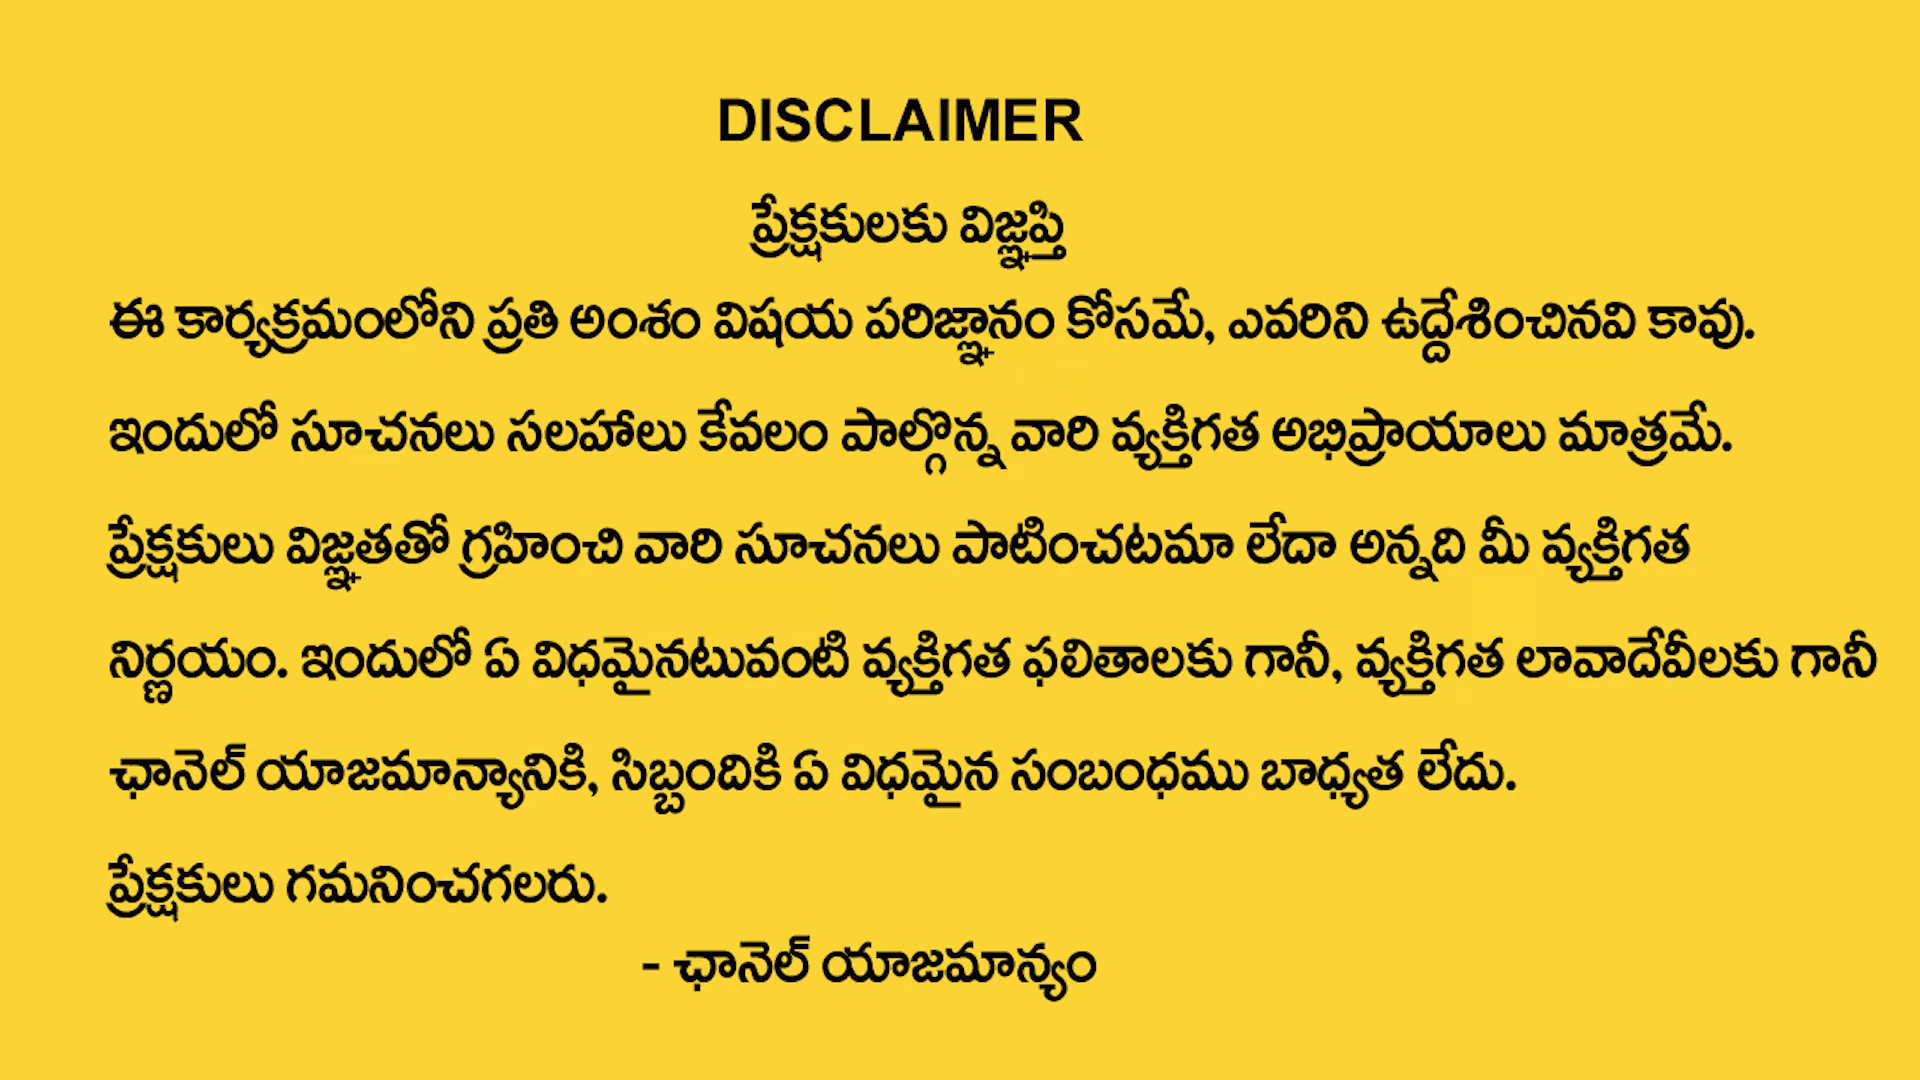 DISCLAIMER
ప్రేక్షకులకు విజ్ఞప్తి
ఈ కార్యక్రమంలోని ప్రతి అంశం విషయ పరిజ్ఞానం కోసమే, ఎవరిని ఉద్దేశించినవి కావు.
ఇందులో సూచనలు సలహాలు కేవలం పాల్గొన్న వారి వ్యక్తిగత అభిప్రాయాలు మాత్రమే.
ప్రేక్షకులు విజ్ఞతతో గ్రహించి వారి సూచనలు పాటించటమా లేదా అన్నది మీ వ్యక్తిగత
నిర్ణయం. ఇందులో ఏ విధమైనటువంటి వ్యక్తిగత ఫలితాలకు గానీ, వ్యక్తిగత లావాదేవీలకు గానీ
ఛానెల్ యాజమాన్యానికి, సిబ్బందికి ఏ విధమైన సంబంధము బాధ్యత లేదు.
ప్రేక్షకులు గమనించగలరు.
- ఛానెల్ యాజమాన్యం